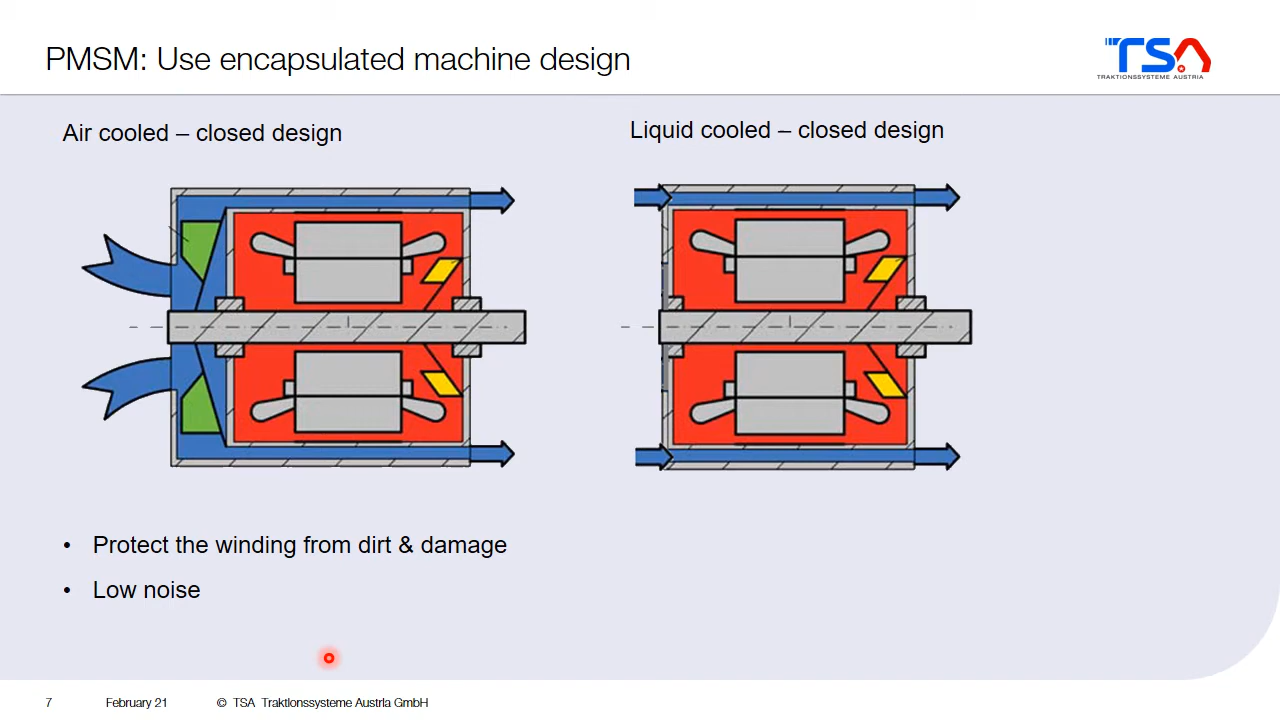 PMSM: Use encapsulated machine design
TSA
TRAKTIONSSYSTEME AUSTRIA
Air cooled – closed design
Liquid cooled – closed design
• Protect the winding from dirt & damage
• Low noise
7 February 21 © TSA Traktionssysteme Austria GmbH